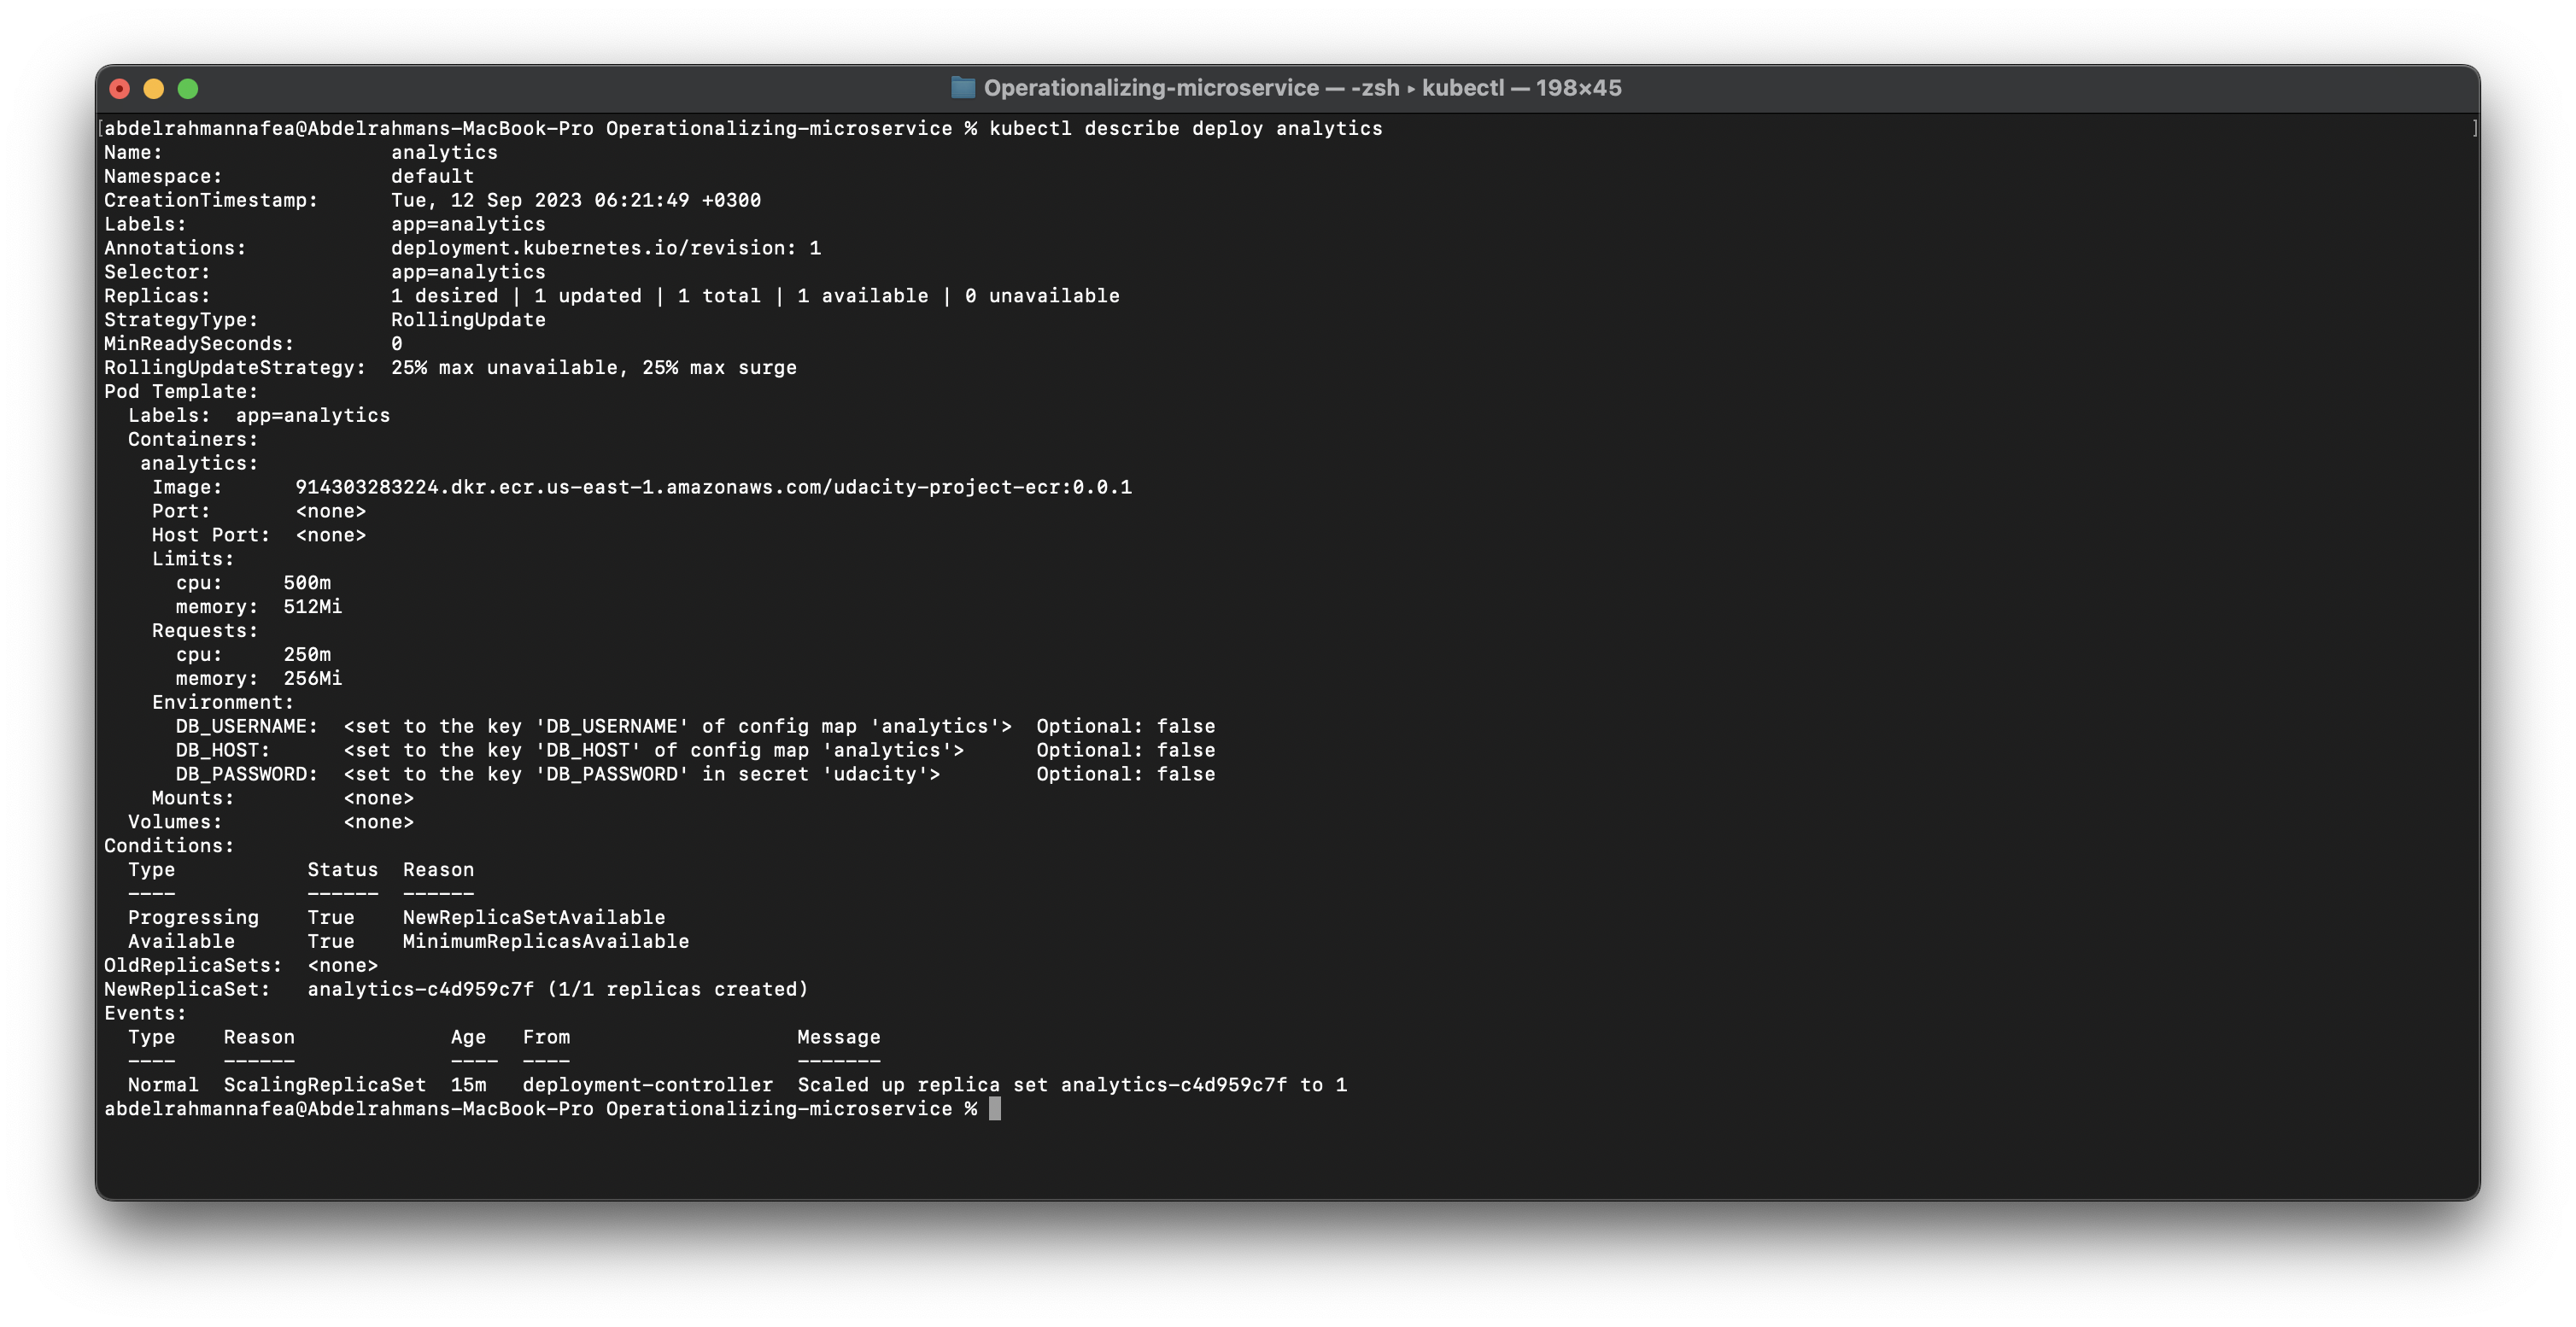 Operationalizing-microservice — -zsh ▸ kubectl — 198×45
[abdelrahmannafea@Abdelrahmans-MacBook-Pro Operationalizing-microservice % kubectl describe deploy analytics ]
Name:                   analytics
Namespace:              default
CreationTimestamp:      Tue, 12 Sep 2023 06:21:49 +0300
Labels:                 app=analytics
Annotations:            deployment.kubernetes.io/revision: 1
Selector:               app=analytics
Replicas:               1 desired | 1 updated | 1 total | 1 available | 0 unavailable
StrategyType:           RollingUpdate
MinReadySeconds:        0
RollingUpdateStrategy:  25% max unavailable, 25% max surge
Pod Template:
  Labels:  app=analytics
  Containers:
   analytics:
    Image:      914303283224.dkr.ecr.us-east-1.amazonaws.com/udacity-project-ecr:0.0.1
    Port:       <none>
    Host Port:  <none>
    Limits:
      cpu:     500m
      memory:  512Mi
    Requests:
      cpu:     250m
      memory:  256Mi
    Environment:
      DB_USERNAME:  <set to the key 'DB_USERNAME' of config map 'analytics'>  Optional: false
      DB_HOST:      <set to the key 'DB_HOST' of config map 'analytics'>      Optional: false
      DB_PASSWORD:  <set to the key 'DB_PASSWORD' in secret 'udacity'>        Optional: false
    Mounts:         <none>
  Volumes:          <none>
Conditions:
  Type           Status  Reason
  ----           ------  ------
  Progressing    True    NewReplicaSetAvailable
  Available      True    MinimumReplicasAvailable
OldReplicaSets:  <none>
NewReplicaSet:   analytics-c4d959c7f (1/1 replicas created)
Events:
  Type    Reason             Age   From                   Message
  ----    ------             ----  ----                   -------
  Normal  ScalingReplicaSet  15m   deployment-controller  Scaled up replica set analytics-c4d959c7f to 1
abdelrahmannafea@Abdelrahmans-MacBook-Pro Operationalizing-microservice %